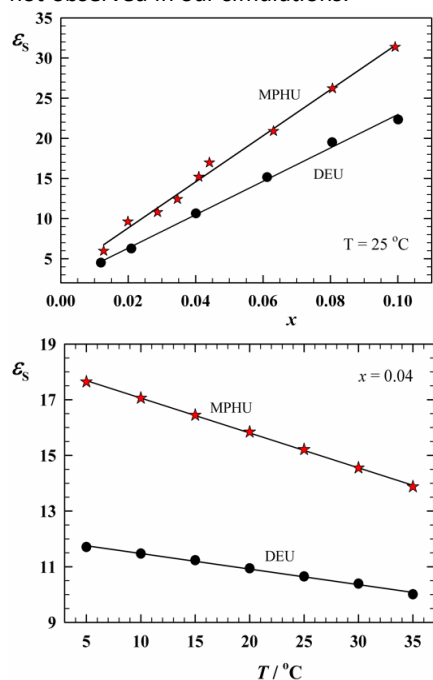 not observed in our simulations.
εS
35
30
25
20
15
10
5
MPHU
DEU
T = 25 °C
0.00 0.02 0.04 0.06 0.08 0.10
x
εS
19
17
15
13
11
9
x = 0.04
MPHU
DEU
5 10 15 20 25 30 35
T / °C